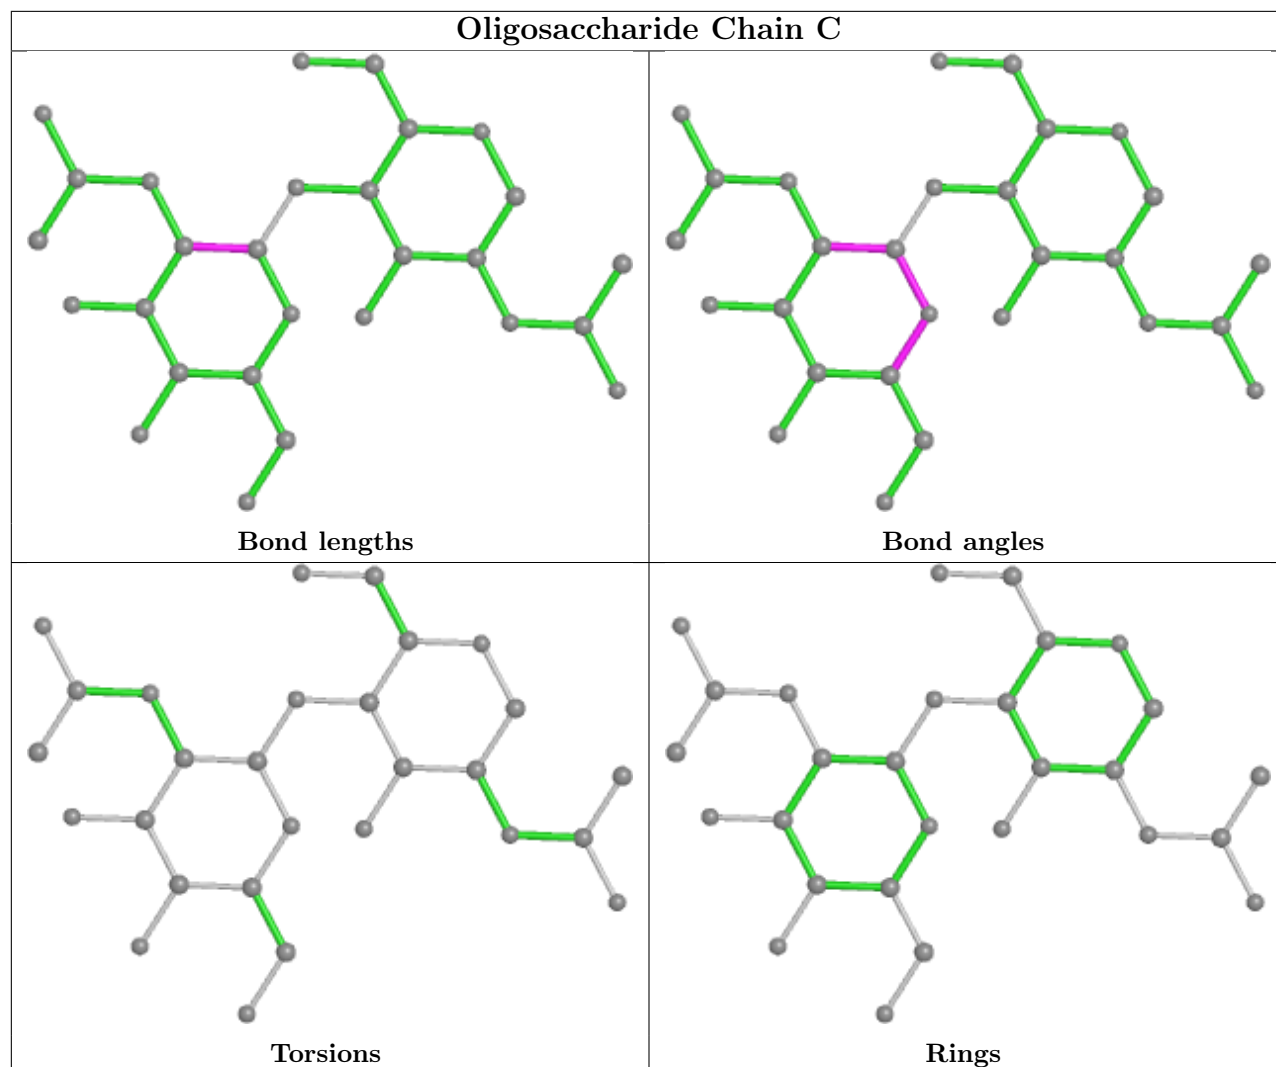 Oligosaccharide Chain C
Bond lengths
Bond angles
Torsions
Rings